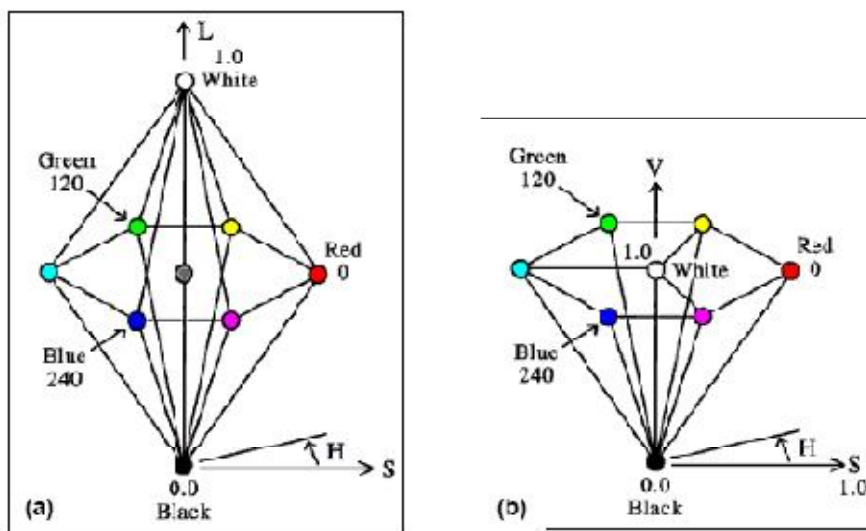 L
1.0
White
Green
120
Red
0
Blue
240
H
S
0.0
Black
(a)
V
Green
120
1.0
White
Red
0
Blue
240
H
S
1.0
0.0
Black
(b)